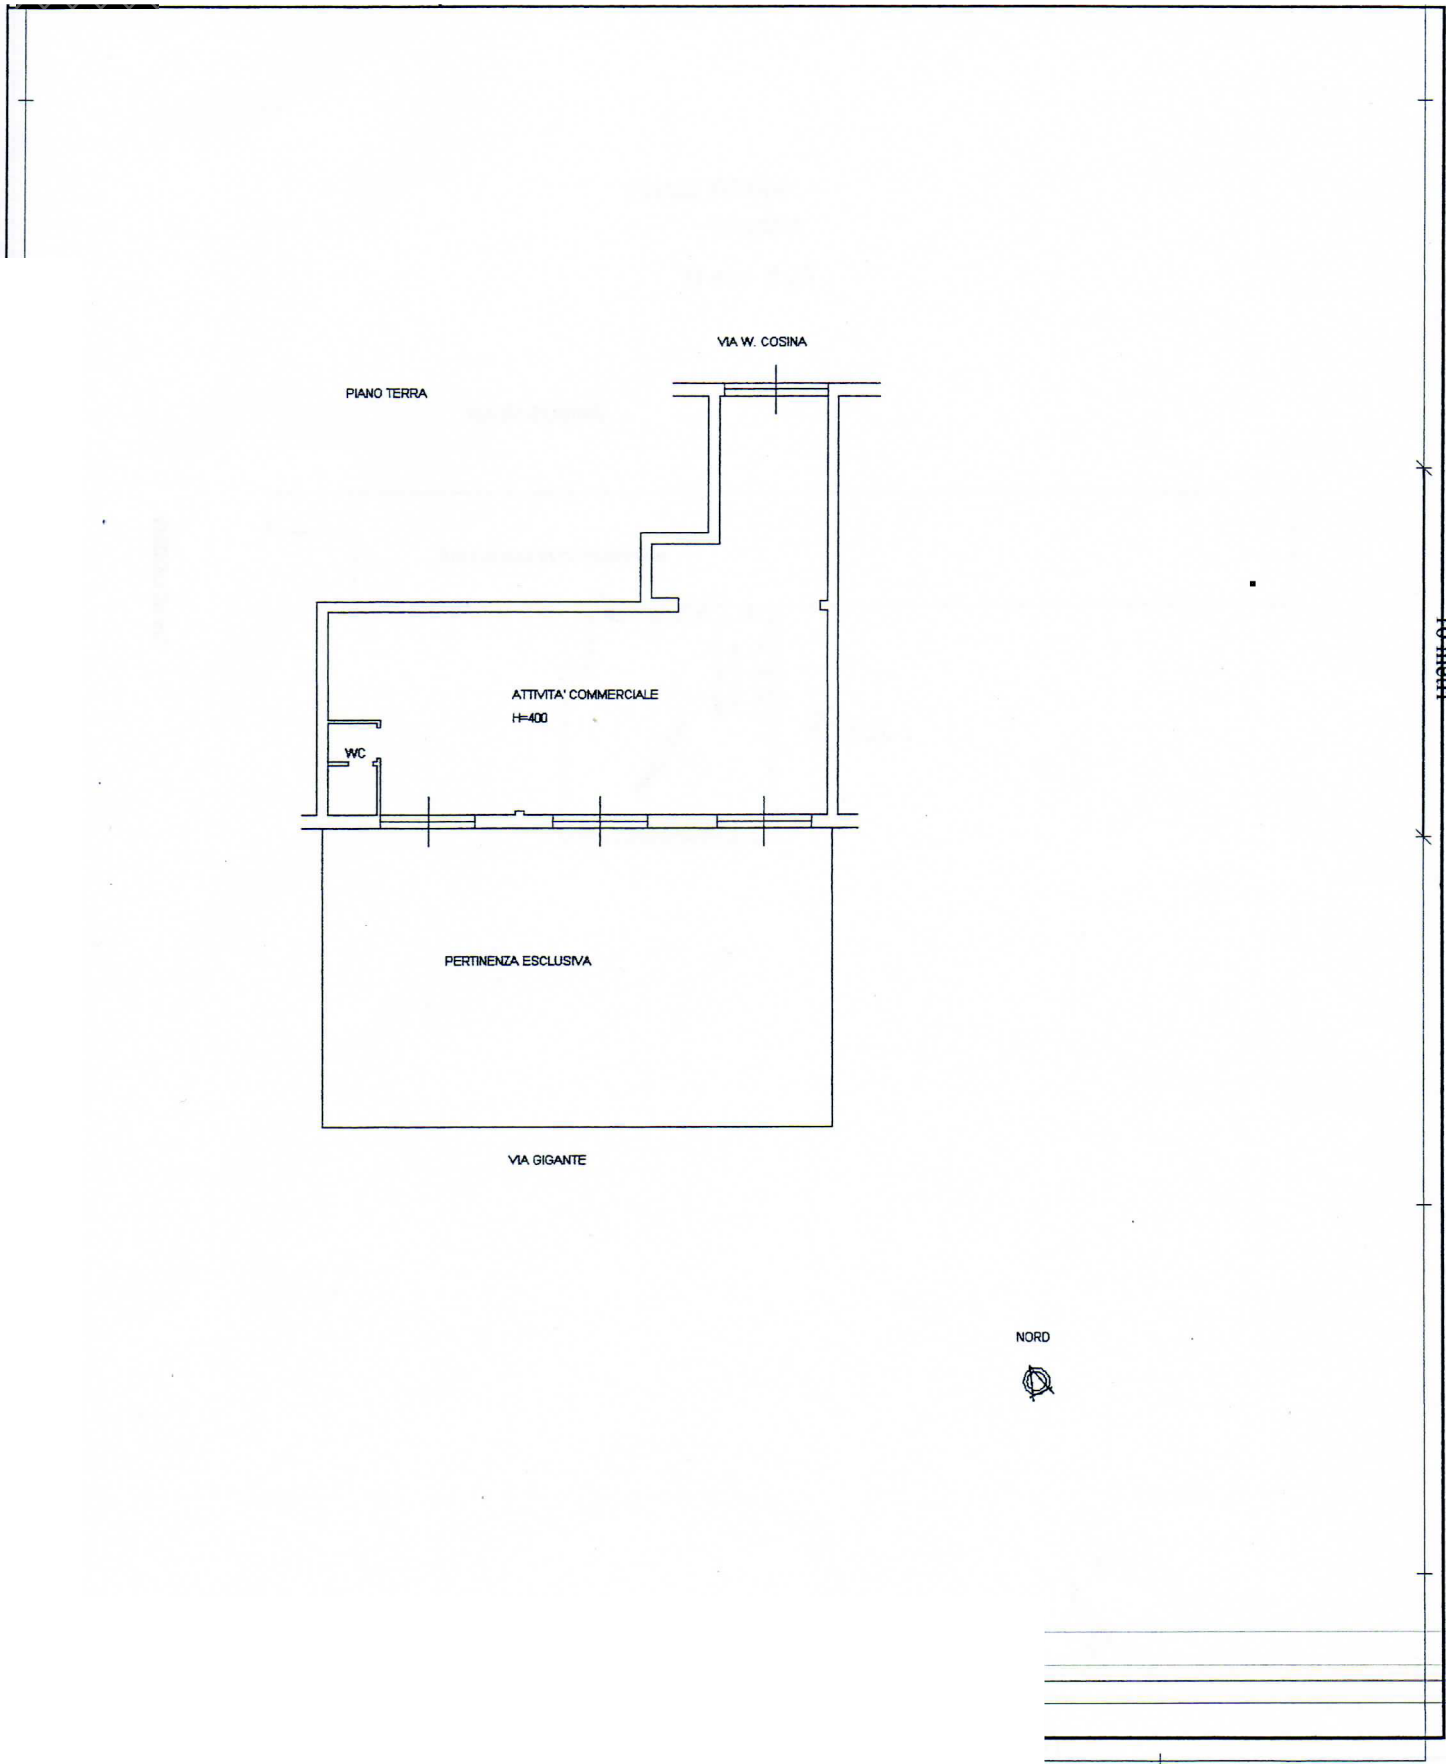 VIA W. COSINA
PIANO TERRA
ATTIVITA' COMMERCIALE
H=400
WC
PERTINENZA ESCLUSIVA
VIA GIGANTE
NORD